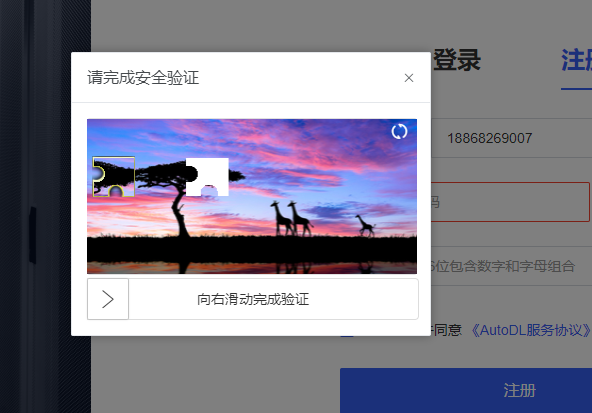 登录
注册
请完成安全验证
18868269007
码
位包含数字和字母组合
向右滑动完成验证
同意 《AutoDL服务协议》
注册